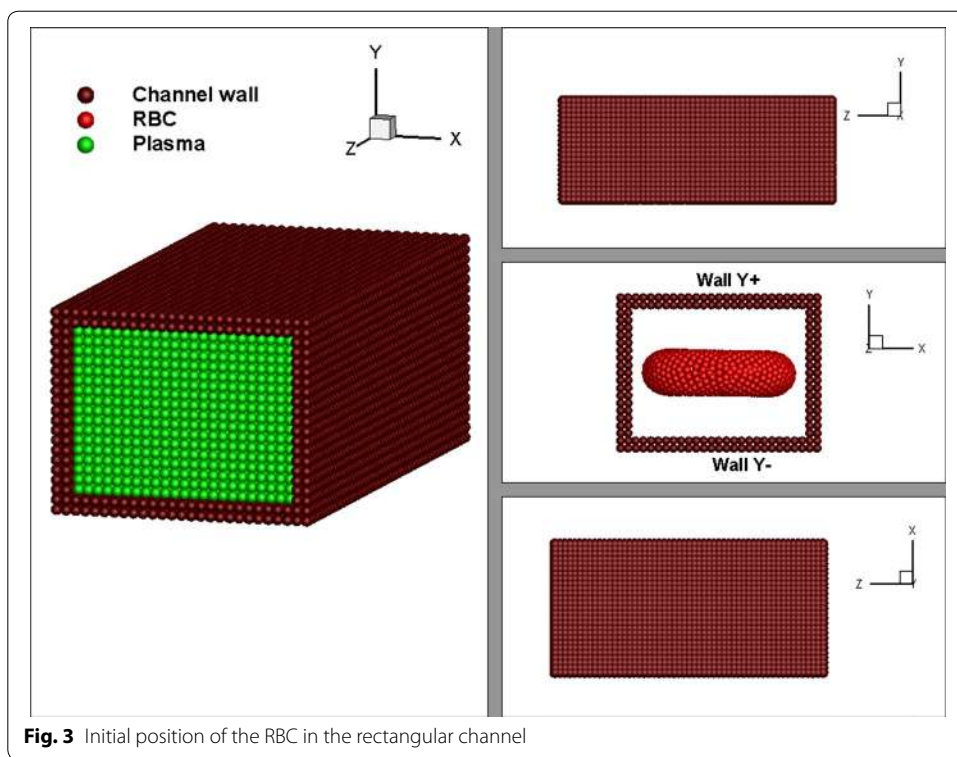 Channel wall
RBC
Plasma
Y
X
Z
Y
Z
X
Wall Y+
Y
Z
X
Wall Y-
X
Z
Y
Fig. 3 Initial position of the RBC in the rectangular channel